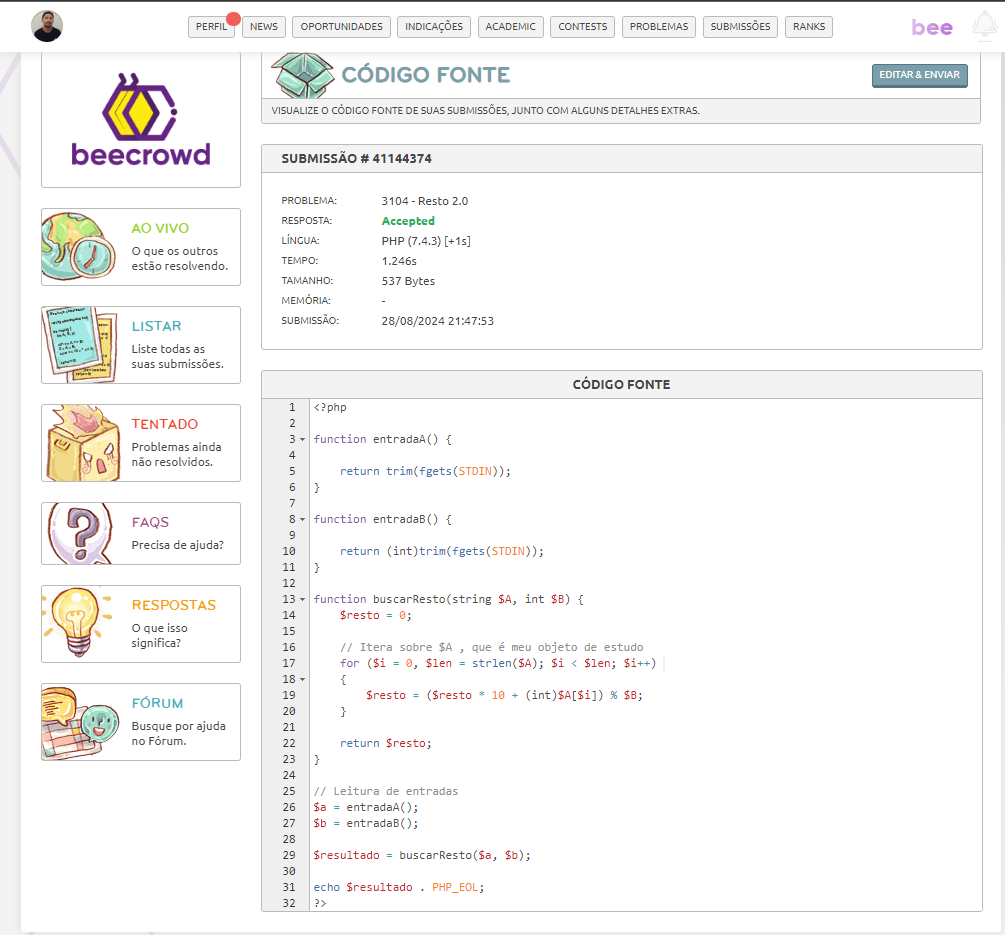 PERFIL NEWS OPORTUNIDADES INDICAÇÕES ACADEMIC CONTESTS PROBLEMAS SUBMISSÕES RANKS bee
beecrowd
AO VIVO
O que os outros
estão resolvendo.
LISTAR
Liste todas as
suas submissões.
TENTADO
Problemas ainda
não resolvidos.
FAQS
Precisa de ajuda?
RESPOSTAS
O que isso
significa?
FÓRUM
Busque por ajuda
no Fórum.
CÓDIGO FONTE
EDITAR & ENVIAR
VISUALIZE O CÓDIGO FONTE DE SUAS SUBMISSÕES, JUNTO COM ALGUNS DETALHES EXTRAS.
SUBMISSÃO # 41144374
PROBLEMA: 3104 - Resto 2.0
RESPOSTA: Accepted
LÍNGUA: PHP (7.4.3) [+1s]
TEMPO: 1.246s
TAMANHO: 537 Bytes
MEMÓRIA: -
SUBMISSÃO: 28/08/2024 21:47:53
CÓDIGO FONTE
1 <?php
2
3 function entradaA() {
4
5     return trim(fgets(STDIN));
6 }
7
8 function entradaB() {
9
10     return (int)trim(fgets(STDIN));
11 }
12
13 function buscarResto(string $A, int $B) {
14     $resto = 0;
15
16     // Itera sobre $A , que é meu objeto de estudo
17     for ($i = 0, $len = strlen($A); $i < $len; $i++)
18     {
19         $resto = ($resto * 10 + (int)$A[$i]) % $B;
20     }
21
22     return $resto;
23 }
24
25 // Leitura de entradas
26 $a = entradaA();
27 $b = entradaB();
28
29 $resultado = buscarResto($a, $b);
30
31 echo $resultado . PHP_EOL;
32 ?>